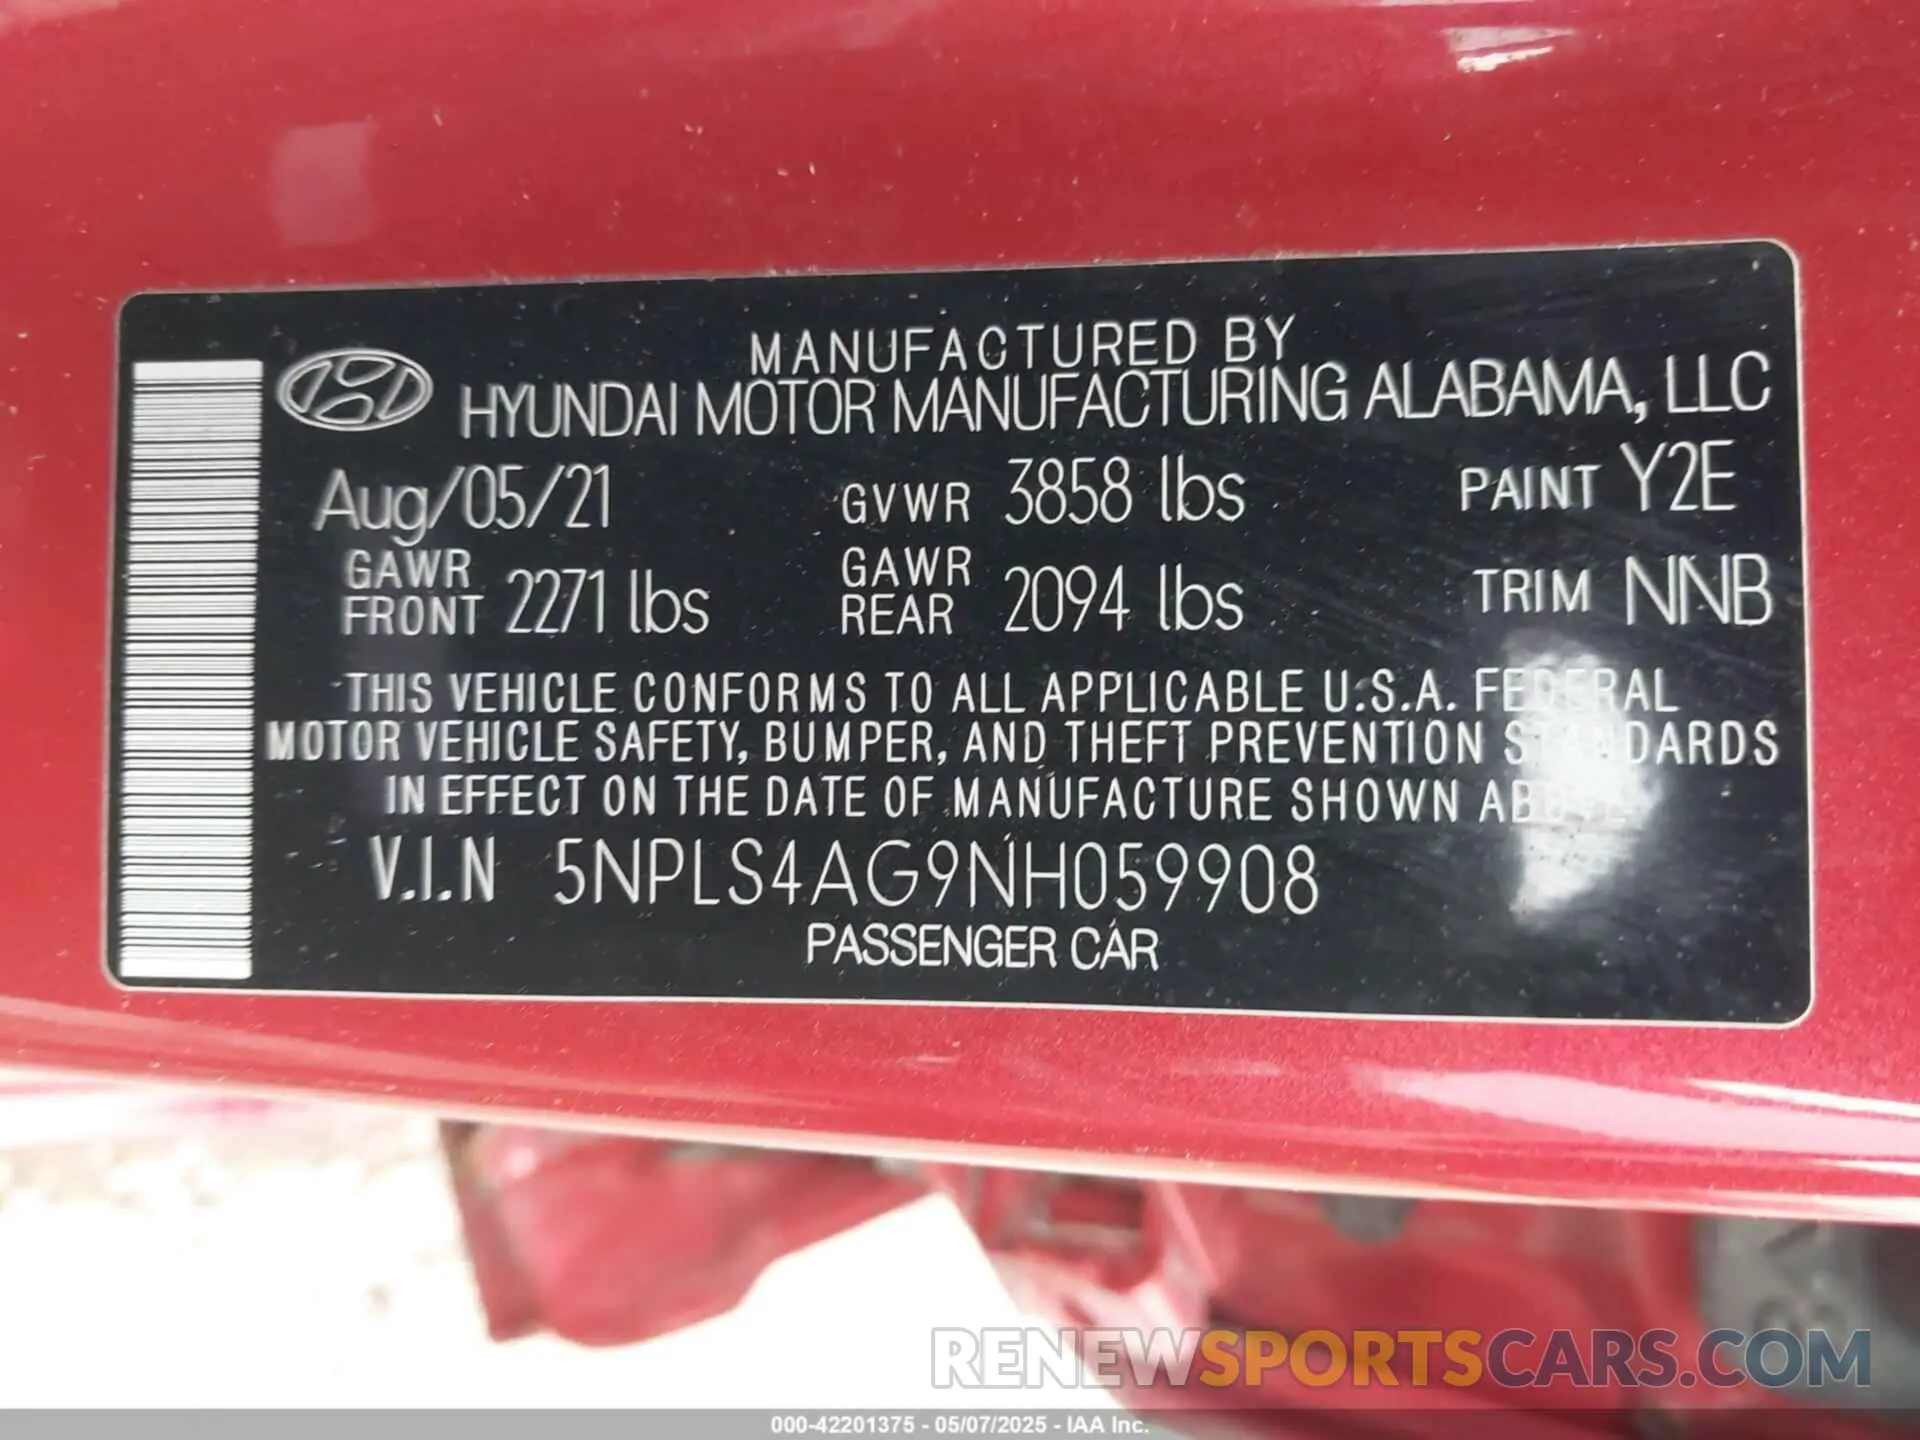 MANUFACTURED BY
HYUNDAI MOTOR MANUFACTURING ALABAMA, LLC
Aug/05/21 GVWR 3858 lbs PAINT Y2E
GAWR FRONT 2271 lbs GAWR REAR 2094 lbs TRIM NNB
THIS VEHICLE CONFORMS TO ALL APPLICABLE U.S.A. FEDERAL
MOTOR VEHICLE SAFETY, BUMPER, AND THEFT PREVENTION STANDARDS
IN EFFECT ON THE DATE OF MANUFACTURE SHOWN ABOVE
V.I.N 5NPLS4AG9NH059908
PASSENGER CAR
RENEWSPORTSCARS.COM
000-42201375 - 05/07/2025 - IAA Inc.